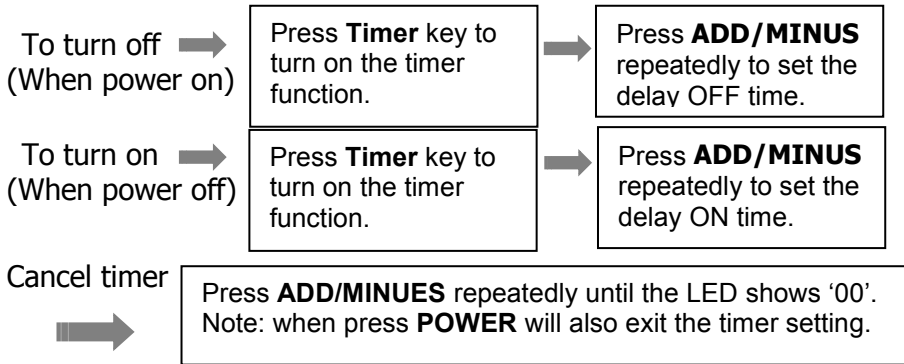 To turn off
(When power on)
Press Timer key to
turn on the timer
function.
Press ADD/MINUS
repeatedly to set the
delay OFF time.
To turn on
(When power off)
Press Timer key to
turn on the timer
function.
Press ADD/MINUS
repeatedly to set the
delay ON time.
Cancel timer
Press ADD/MINUES repeatedly until the LED shows ‘00’.
Note: when press POWER will also exit the timer setting.